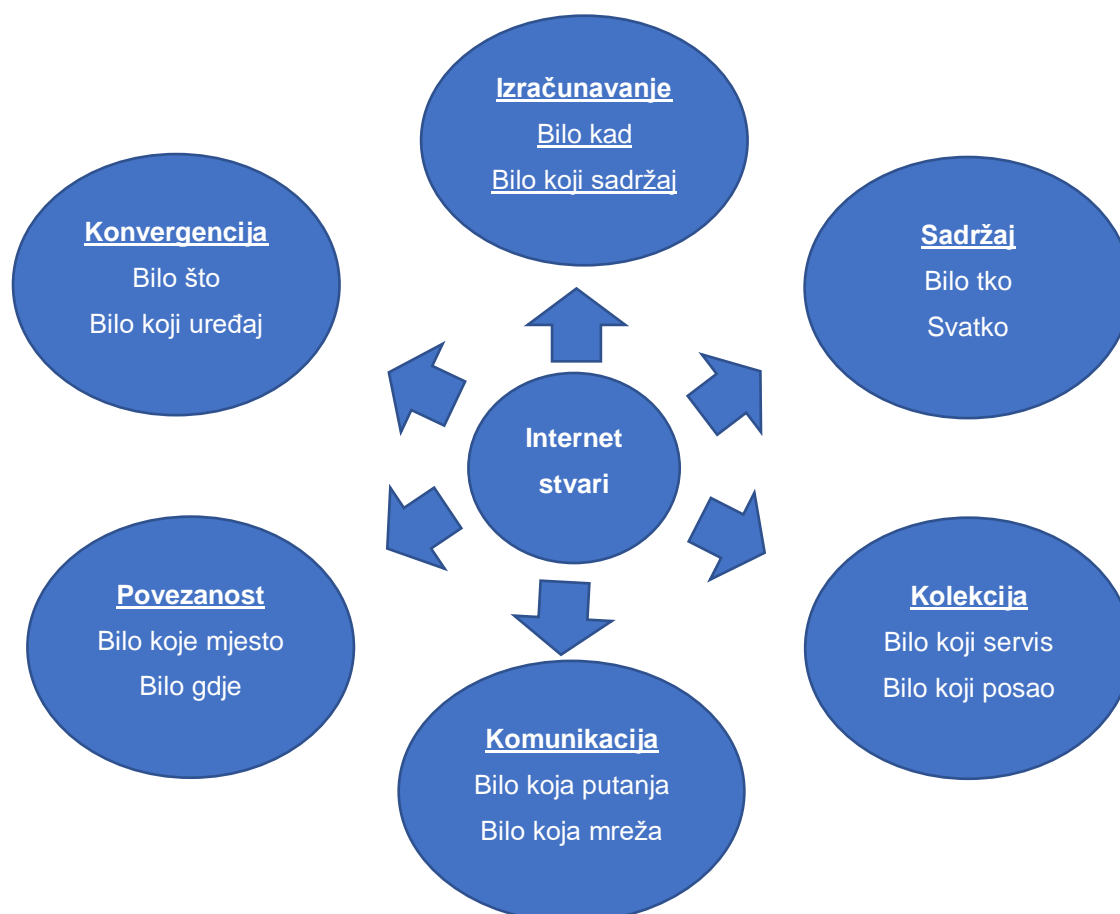 Izračunavanje
Bilo kad
Bilo koji sadržaj
Konvergencija
Bilo što
Bilo koji uređaj
Sadržaj
Bilo tko
Svatko
Internet
stvari
Povezanost
Bilo koje mjesto
Bilo gdje
Kolekcija
Bilo koji servis
Bilo koji posao
Komunikacija
Bilo koja putanja
Bilo koja mreža